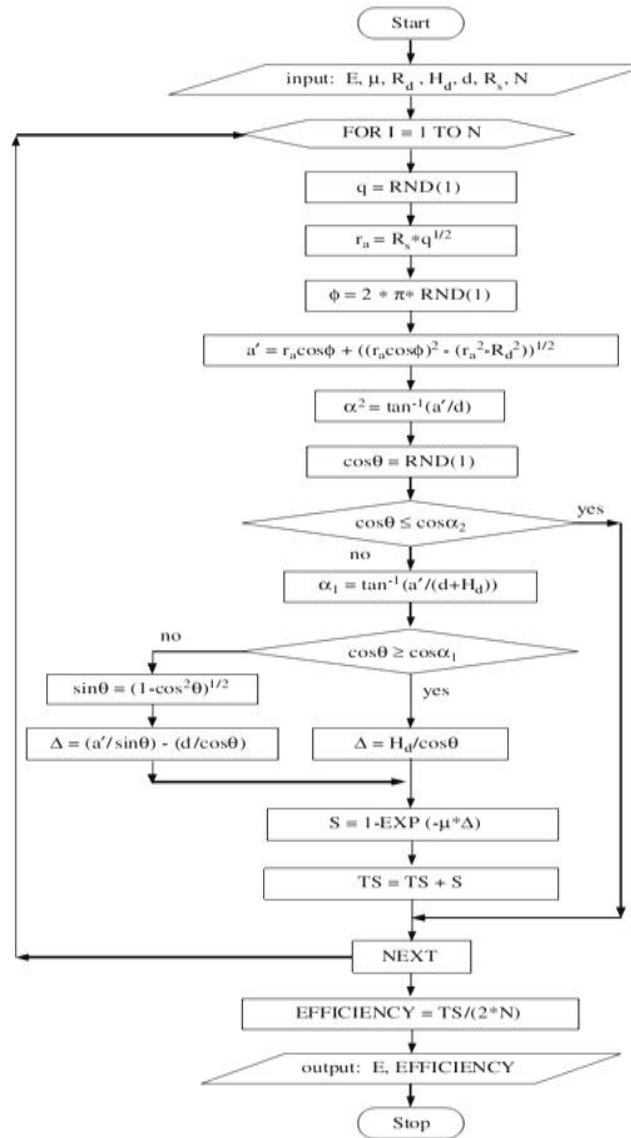 Start
input: E, μ, R_d , H_d, d, R_s, N
FOR I = 1 TO N
q = RND(1)
r_a = R_s*q^1/2
ϕ = 2 * π* RND(1)
a′ = r_acosϕ + ((r_acosϕ)^2 - (r_a^2-R_d^2))^1/2
α^2 = tan^-1(a′/d)
cosθ = RND(1)
cosθ ≤ cosα_2
yes
no
α_1 = tan^-1(a′/(d+H_d))
cosθ ≥ cosα_1
no
yes
sinθ = (1-cos^2θ)^1/2
Δ = (a′/sinθ) - (d/cosθ)
Δ = H_d/cosθ
S = 1-EXP (-μ*Δ)
TS = TS + S
NEXT
EFFICIENCY = TS/(2*N)
output: E, EFFICIENCY
Stop